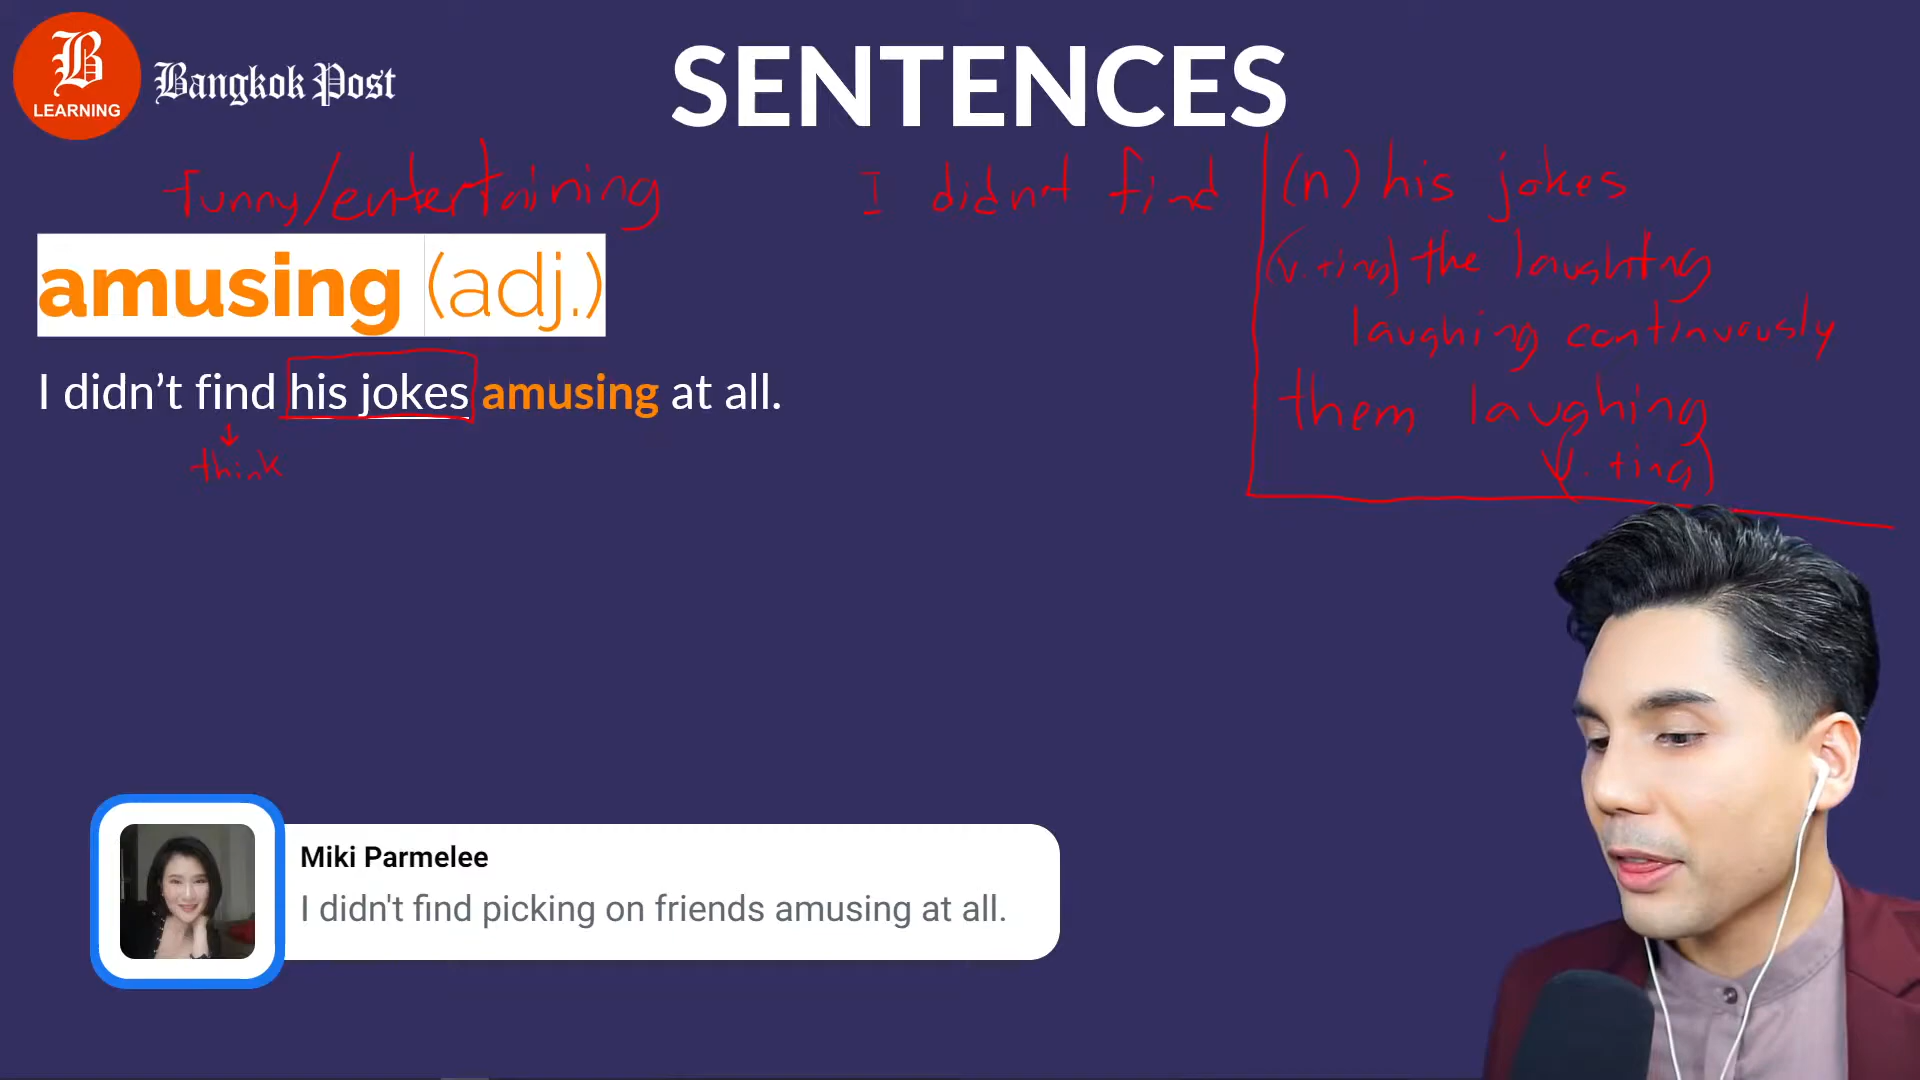 B
LEARNING
Bangkok Post
SENTENCES
funny/entertaining
I didn't find
(n) his jokes
(v. +ing) the laughing
laughing continuously
them laughing
(v. +ing)
amusing (adj.)
I didn’t find his jokes amusing at all.
think
Miki Parmelee
I didn't find picking on friends amusing at all.